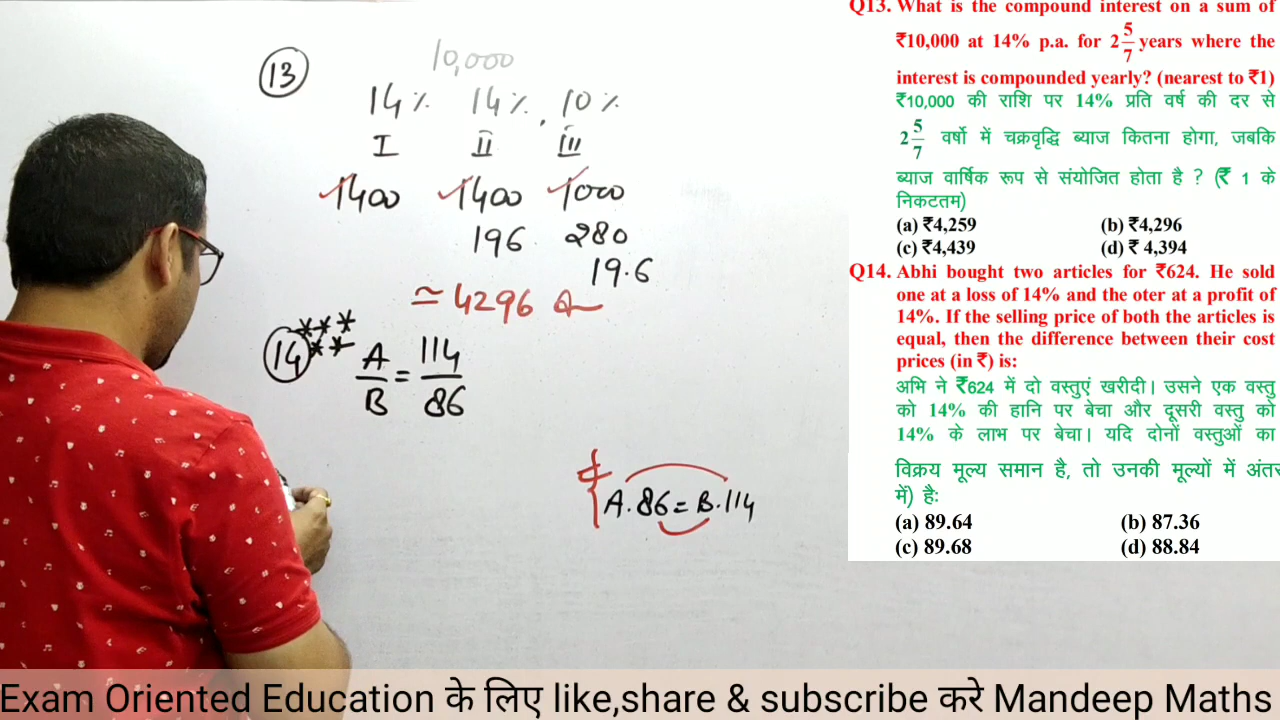 13
10,000
14% 14%, 10%
I II III
1400 1400 1000
196 280
19.6
≃ 4296 A
14 *** **
A/B = 114/86
A.86 = B.114
Q13. What is the compound interest on a sum of
₹10,000 at 14% p.a. for 2 5/7 years where the
interest is compounded yearly? (nearest to ₹1)
₹10,000 की राशि पर 14% प्रति वर्ष की दर से
2 5/7 वर्षो में चक्रवृद्धि ब्याज कितना होगा, जबकि
ब्याज वार्षिक रूप से संयोजित होता है ? (₹ 1 के
निकटतम)
(a) ₹4,259 (b) ₹4,296
(c) ₹4,439 (d) ₹ 4,394
Q14. Abhi bought two articles for ₹624. He sold
one at a loss of 14% and the oter at a profit of
14%. If the selling price of both the articles is
equal, then the difference between their cost
prices (in ₹) is:
अभि ने ₹624 में दो वस्तुएं खरीदी। उसने एक वस्तु
को 14% की हानि पर बेचा और दूसरी वस्तु को
14% के लाभ पर बेचा। यदि दोनों वस्तुओं का
विक्रय मूल्य समान है, तो उनकी मूल्यों में अंतर
में) है:
(a) 89.64 (b) 87.36
(c) 89.68 (d) 88.84
Exam Oriented Education के लिए like,share & subscribe करे Mandeep Maths